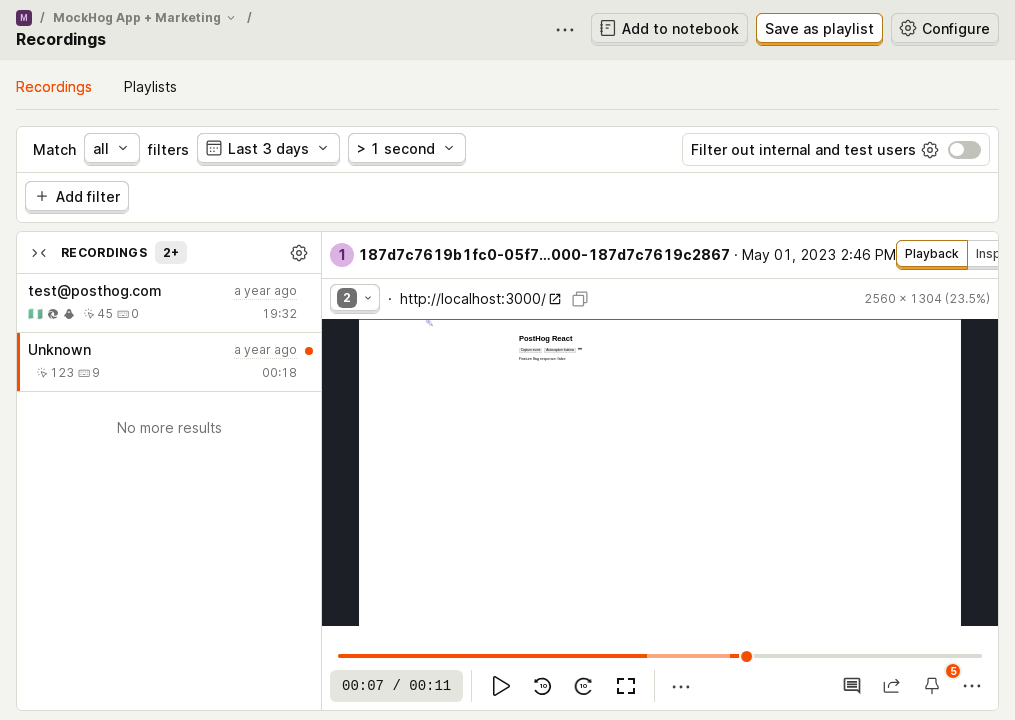 M / MockHog App + Marketing /
Recordings
Add to notebook
Save as playlist
Configure
Recordings
Playlists
Match
all
filters
Last 3 days
> 1 second
Filter out internal and test users
Add filter
RECORDINGS 2+
test@posthog.com
a year ago
45
0
19:32
Unknown
a year ago
123
9
00:18
No more results
1 187d7c7619b1fc0-05f7...000-187d7c7619c2867 · May 01, 2023 2:46 PM
Playback
Insp
2
· http://localhost:3000/
2560 × 1304 (23.5%)
PostHog React
Feature flag response: false
00:07 / 00:11
10
10
5